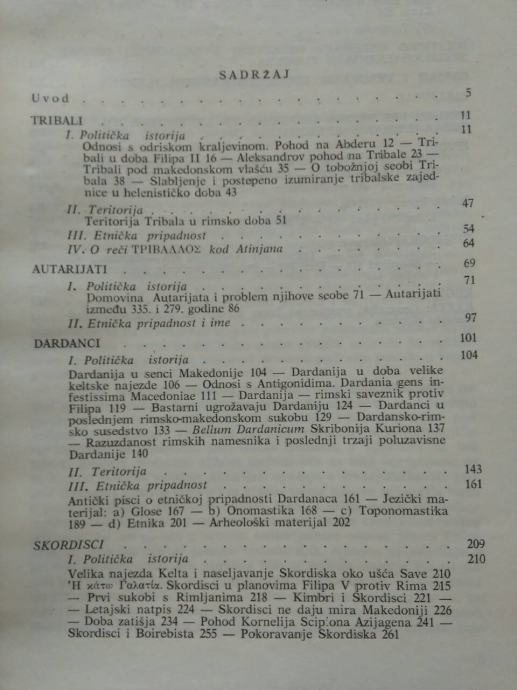 SADRŽAJ
Uvod . . . . . . . . . . . . . . . . 5
TRIBALI . . . . . . . . . . . . . . . 11
I. Politička istorija . . . . . . . . . . . . 11
Odnosi s odriskom kraljevinom. Pohod na Abderu 12 — Tri-
bali u doba Filipa II 16 — Aleksandrov pohod na Tribale 23 —
Tribali pod makedonskom vlašću 35 — O tobožnjoj seobi Tri-
bala 38 — Slabljenje i postepeno izumiranje tribalske zajed-
nice u helenističko doba 43
II. Teritorija . . . . . . . . . . . . . . 47
Teritorija Tribala u rimsko doba 51
III. Etnička pripadnost . . . . . . . . . . . 54
IV. O reči ΤΡΙΒΑΛΛΟΣ kod Atinjana . . . . . . . . 64
AUTARIJATI . . . . . . . . . . . . . . 69
I. Politička istorija . . . . . . . . . . . . 71
Domovina Autarijata i problem njihove seobe 71 — Autarijati
između 335. i 279. godine 86
II. Etnička pripadnost i ime . . . . . . . . . . 97
DARDANCI . . . . . . . . . . . . . . 101
I. Politička istorija . . . . . . . . . . . . 104
Dardanija u senci Makedonije 104 — Dardanija u doba velike
keltske najezde 106 — Odnosi s Antigonidima. Dardania gens in-
festissima Macedoniae 111 — Dardanija — rimski saveznik protiv
Filipa 119 — Bastarni ugrožavaju Dardaniju 124 — Dardanci u
poslednjem rimsko-makedonskom sukobu 129 — Dardansko-rim-
sko susedstvo 133 — Bellum Dardanicum Skribonija Kuriona 137
— Razuzdanost rimskih namesnika i poslednji trzaji poluzavisne
Dardanije 140
II. Teritorija . . . . . . . . . . . . . . 143
III. Etnička pripadnost . . . . . . . . . . . 161
Antički pisci o etničkoj pripadnosti Dardanaca 161 — Jezički ma-
terijal: a) Glose 167 — b) Onomastika 168 — c) Toponomastika
189 — d) Etnika 201 — Arheološki materijal 202
SKORDISCI . . . . . . . . . . . . . . 209
I. Politička istorija . . . . . . . . . . . . 210
Velika najezda Kelta i naseljavanje Skordiska oko ušća Save 210
Ἡ κάτω Γαλατία. Skordisci u planovima Filipa V protiv Rima 215
— Prvi sukobi s Rimljanima 218 — Kimbri i Skordisci 221 —
— Letajski natpis 224 — Skordisci ne daju mira Makedoniji 226
— Doba zatišja 234 — Pohod Kornelija Scipiona Azijagena 241 —
Skordisci i Boirebista 255 — Pokoravanje Skordiska 261